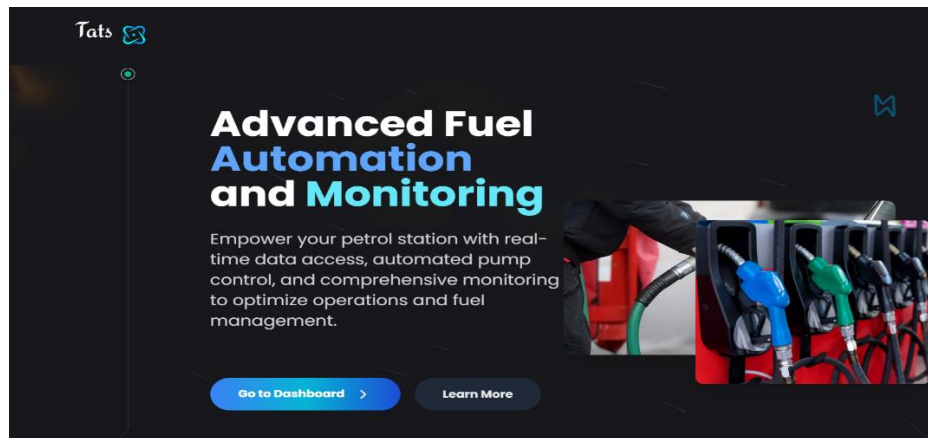 Tats
Advanced Fuel
Automation
and Monitoring
Empower your petrol station with real-
time data access, automated pump
control, and comprehensive monitoring
to optimize operations and fuel
management.
Go to Dashboard >
Learn More